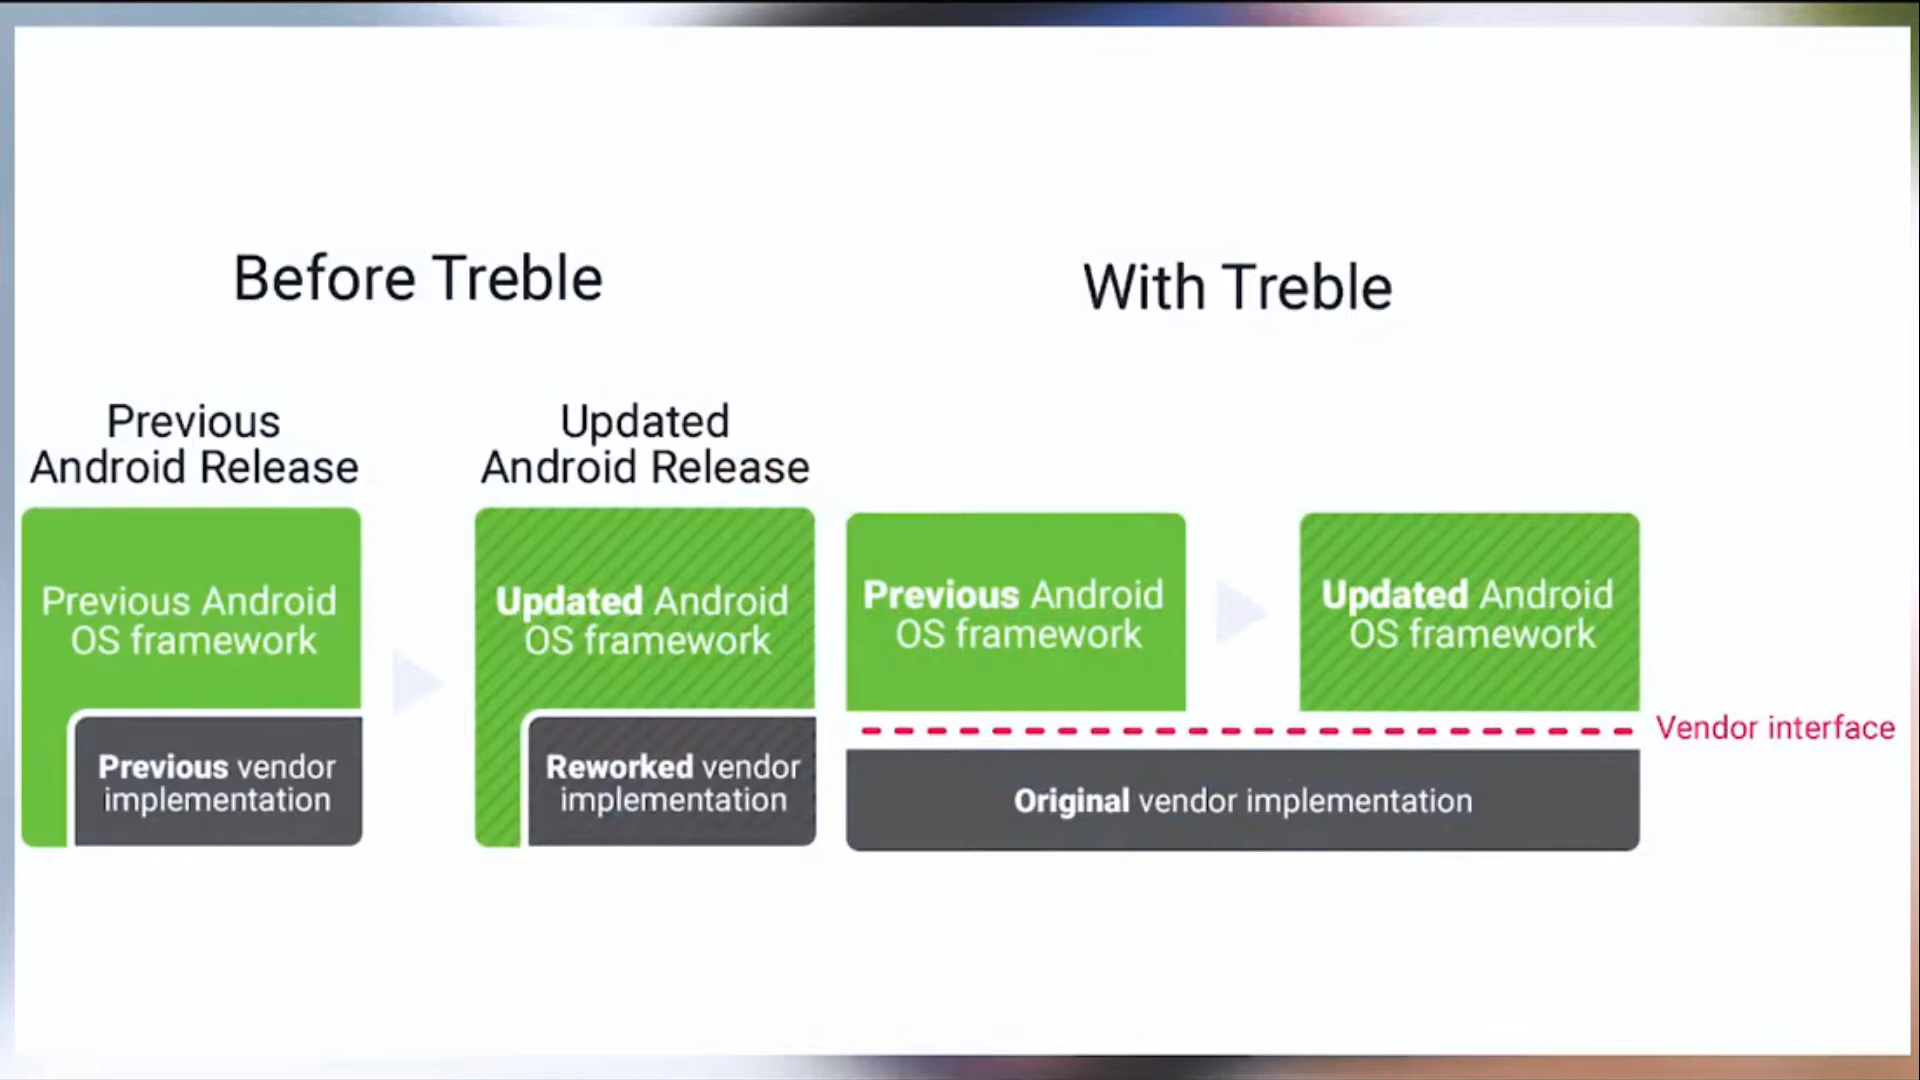 Before Treble
With Treble
Previous
Android Release
Updated
Android Release
Previous Android
OS framework
Previous vendor
implementation
Updated Android
OS framework
Reworked vendor
implementation
Previous Android
OS framework
Updated Android
OS framework
Vendor interface
Original vendor implementation